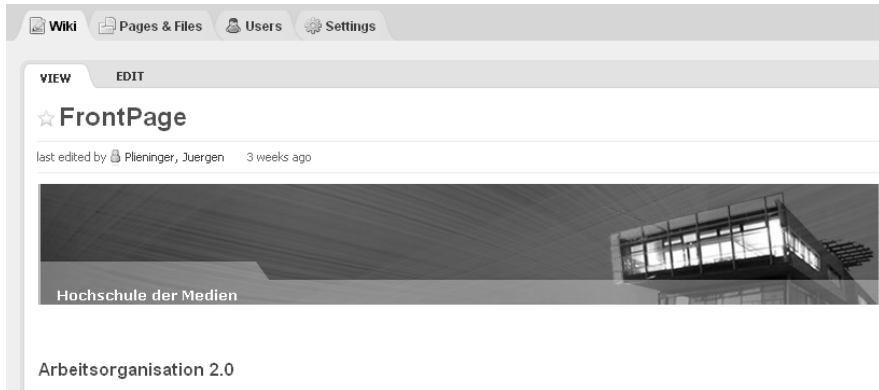 Wiki Pages & Files Users Settings
VIEW EDIT
FrontPage
last edited by Plieninger, Juergen 3 weeks ago
Hochschule der Medien
Arbeitsorganisation 2.0